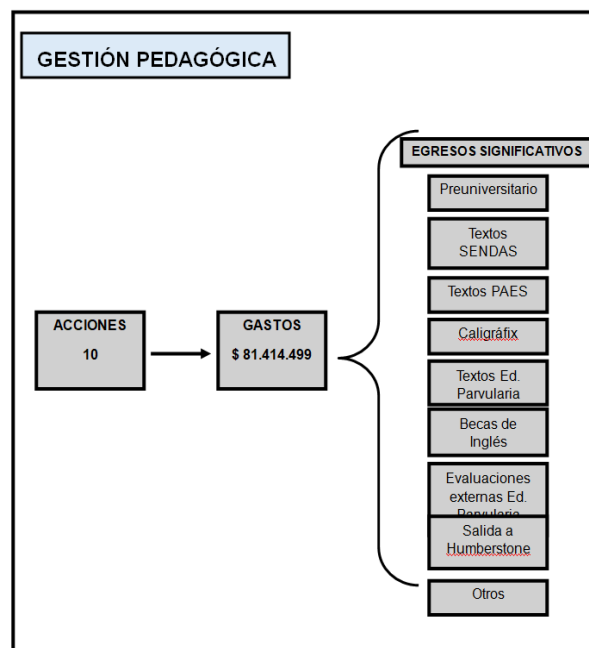 GESTIÓN PEDAGÓGICA
EGRESOS SIGNIFICATIVOS
Preuniversitario
Textos
SENDAS
Textos PAES
ACCIONES
10
GASTOS
$ 81.414.499
Caligráfix
Textos Ed.
Parvularia
Becas de
Inglés
Evaluaciones
externas Ed.
Parvularia
Salida a
Humberstone
Otros